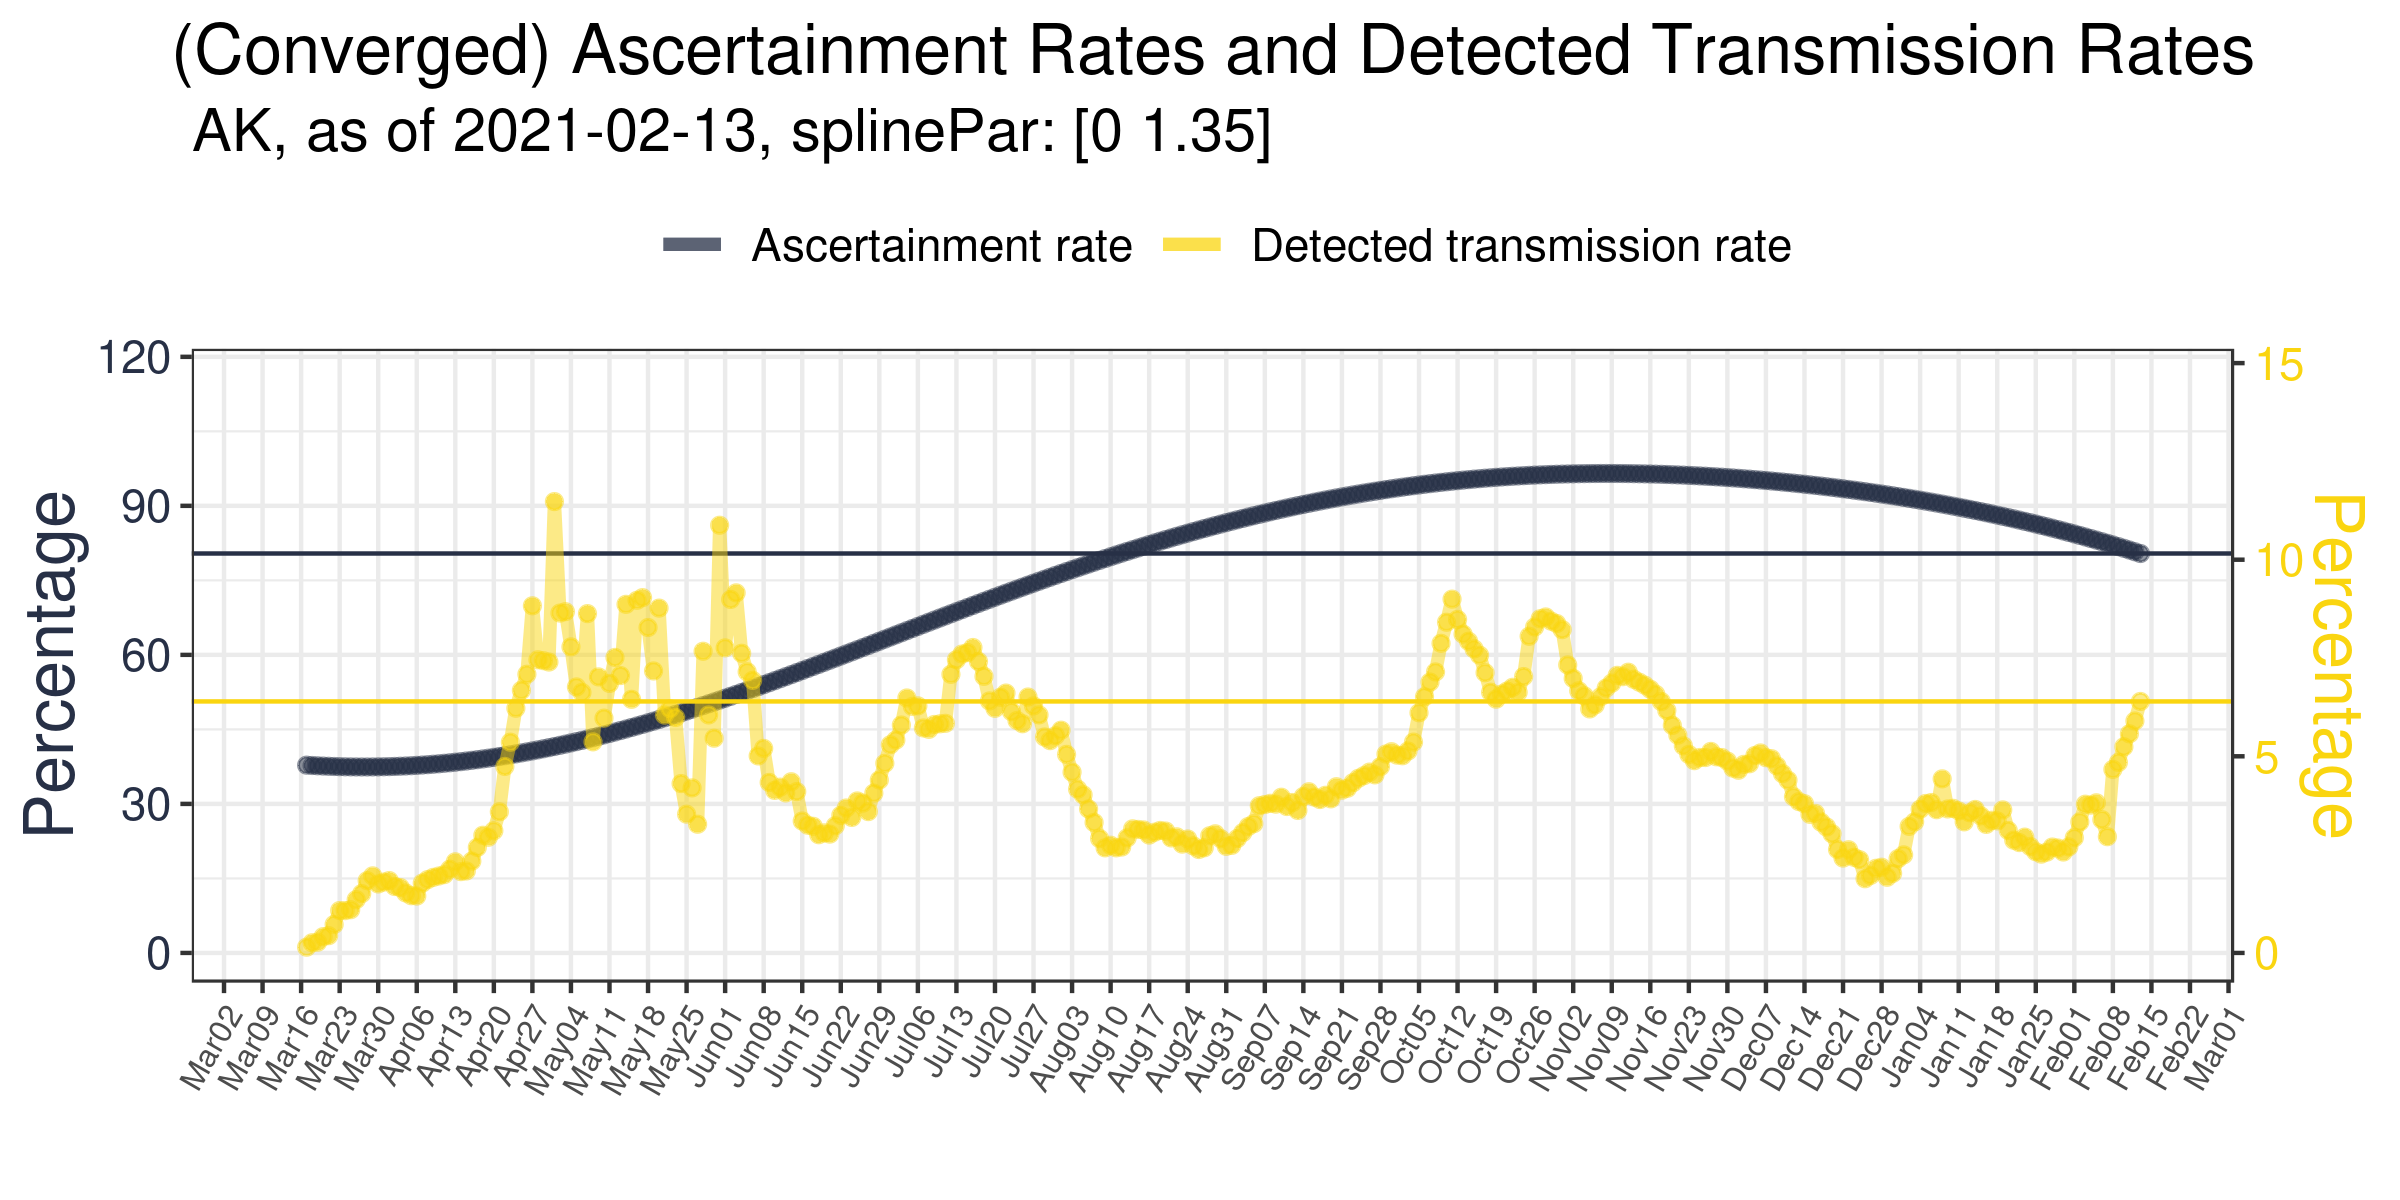 (Converged) Ascertainment Rates and Detected Transmission Rates
AK, as of 2021-02-13, splinePar: [0 1.35]
Ascertainment rate
Detected transmission rate
Percentage
120
90
60
30
0
15
10
5
0
Percentage
Mar02
Mar09
Mar16
Mar23
Mar30
Apr06
Apr13
Apr20
Apr27
May04
May11
May18
May25
Jun01
Jun08
Jun15
Jun22
Jun29
Jul06
Jul13
Jul20
Jul27
Aug03
Aug10
Aug17
Aug24
Aug31
Sep07
Sep14
Sep21
Sep28
Oct05
Oct12
Oct19
Oct26
Nov02
Nov09
Nov16
Nov23
Nov30
Dec07
Dec14
Dec21
Dec28
Jan04
Jan11
Jan18
Jan25
Feb01
Feb08
Feb15
Feb22
Mar01